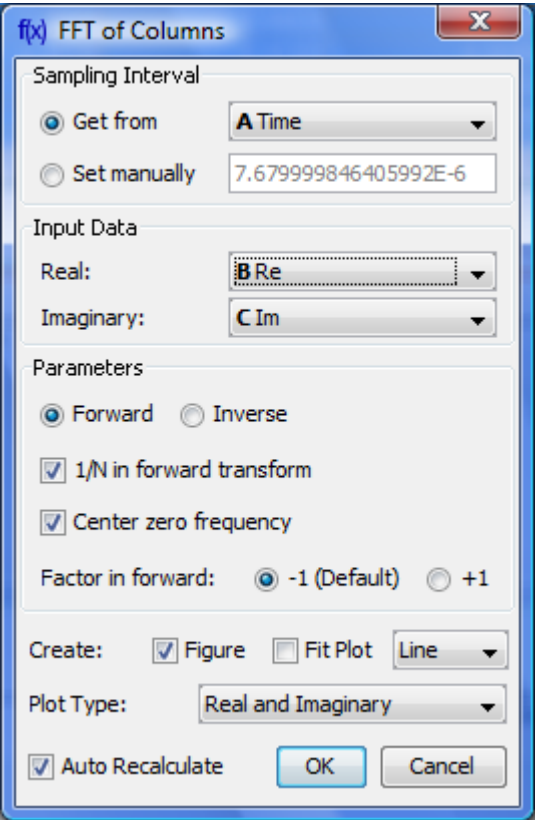 f(x) FFT of Columns
Sampling Interval
Get from A Time
Set manually 7.679999846405992E-6
Input Data
Real: B Re
Imaginary: C Im
Parameters
Forward Inverse
1/N in forward transform
Center zero frequency
Factor in forward: -1 (Default) +1
Create: Figure Fit Plot Line
Plot Type: Real and Imaginary
Auto Recalculate OK Cancel